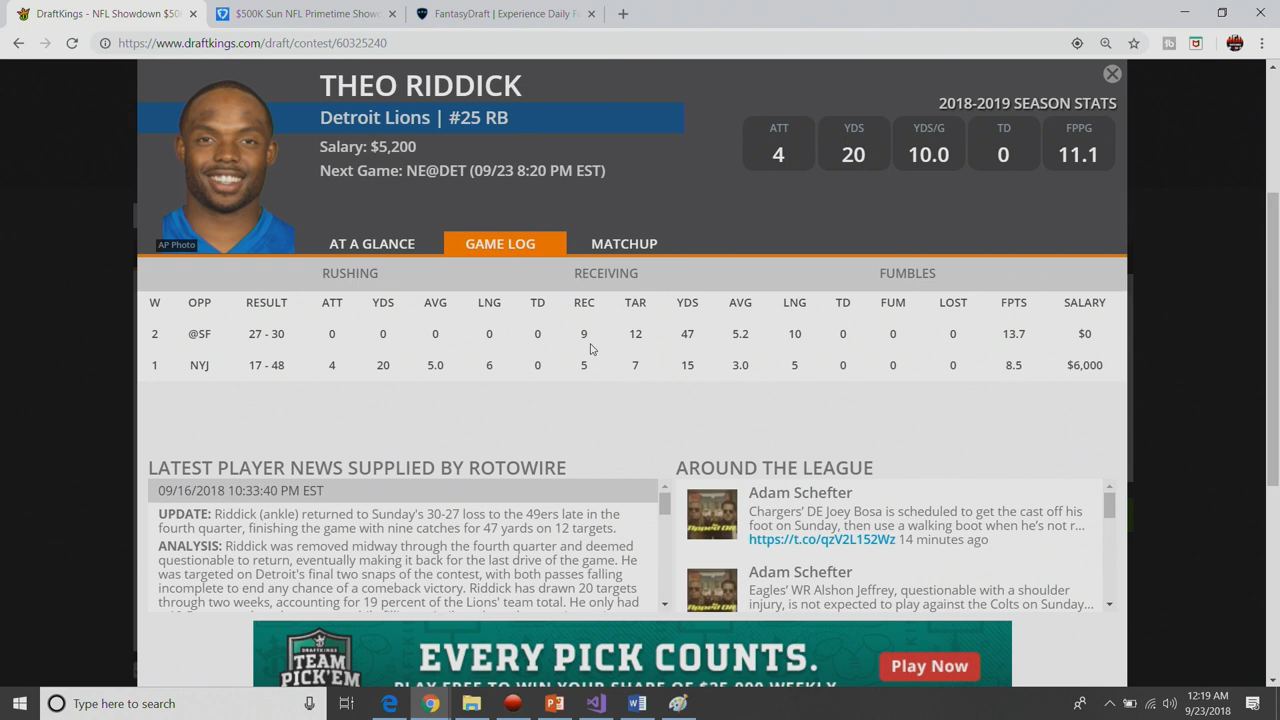 DraftKings - NFL Showdown $50
$500K Sun NFL Primetime Show
FantasyDraft | Experience Daily F
https://www.draftkings.com/draft/contest/60325240
THEO RIDDICK
Detroit Lions | #25 RB
Salary: $5,200
Next Game: NE@DET (09/23 8:20 PM EST)
AP Photo
2018-2019 SEASON STATS
ATT YDS YDS/G TD FPPG
4 20 10.0 0 11.1
AT A GLANCE GAME LOG MATCHUP
RUSHING RECEIVING FUMBLES
W OPP RESULT ATT YDS AVG LNG TD REC TAR YDS AVG LNG TD FUM LOST FPTS SALARY
2 @SF 27 - 30 0 0 0 0 0 9 12 47 5.2 10 0 0 0 13.7 $0
1 NYJ 17 - 48 4 20 5.0 6 0 5 7 15 3.0 5 0 0 0 8.5 $6,000
LATEST PLAYER NEWS SUPPLIED BY ROTOWIRE
09/16/2018 10:33:40 PM EST
UPDATE: Riddick (ankle) returned to Sunday's 30-27 loss to the 49ers late in the
fourth quarter, finishing the game with nine catches for 47 yards on 12 targets.
ANALYSIS: Riddick was removed midway through the fourth quarter and deemed
questionable to return, eventually making it back for the last drive of the game. He
was targeted on Detroit's final two snaps of the contest, with both passes falling
incomplete to end any chance of a comeback victory. Riddick has drawn 20 targets
through two weeks, accounting for 19 percent of the Lions' team total. He only had
AROUND THE LEAGUE
Adam Schefter
Chargers' DE Joey Bosa is scheduled to get the cast off his
foot on Sunday, then use a walking boot when he's not r...
https://t.co/qzV2L152Wz 14 minutes ago
Adam Schefter
Eagles' WR Alshon Jeffrey, questionable with a shoulder
injury, is not expected to play against the Colts on Sunday...
DRAFTKINGS
TEAM
PICK'EM
EVERY PICK COUNTS.
PLAY FREE TO WIN YOUR SHARE OF $25,000 WEEKLY
Play Now
Type here to search
12:19 AM
9/23/2018